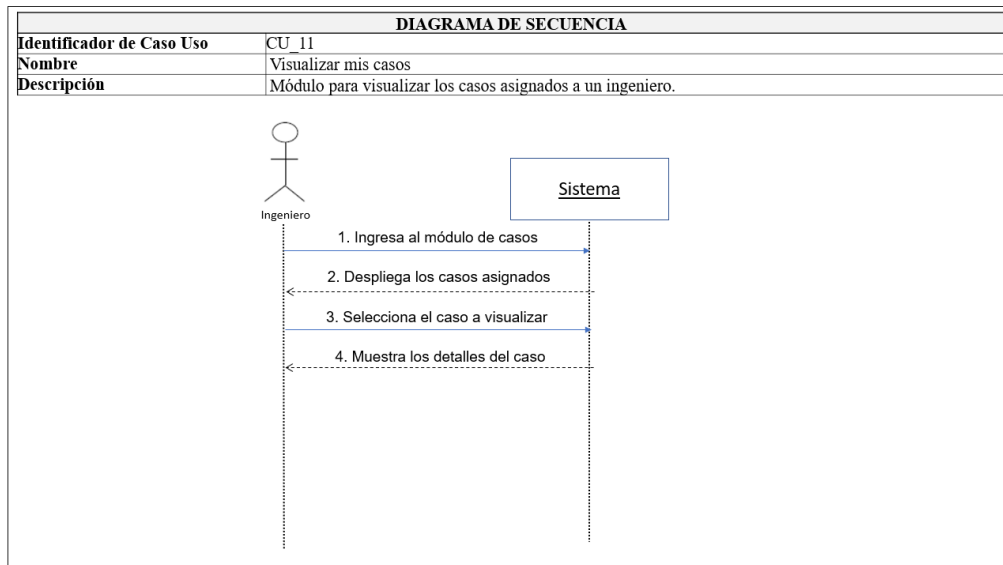 DIAGRAMA DE SECUENCIA
Identificador de Caso Uso CU_11
Nombre Visualizar mis casos
Descripción Módulo para visualizar los casos asignados a un ingeniero.
Sistema
Ingeniero
1. Ingresa al módulo de casos
2. Despliega los casos asignados
3. Selecciona el caso a visualizar
4. Muestra los detalles del caso